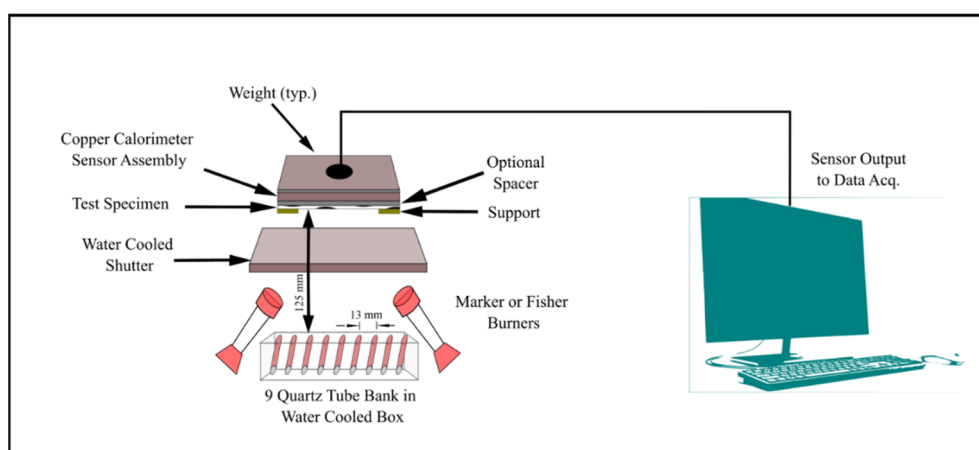 Weight (typ.)
Copper Calorimeter
Sensor Assembly
Test Specimen
Water Cooled
Shutter
Optional
Spacer
Support
Sensor Output
to Data Acq.
125 mm
13 mm
Marker or Fisher
Burners
9 Quartz Tube Bank in
Water Cooled Box